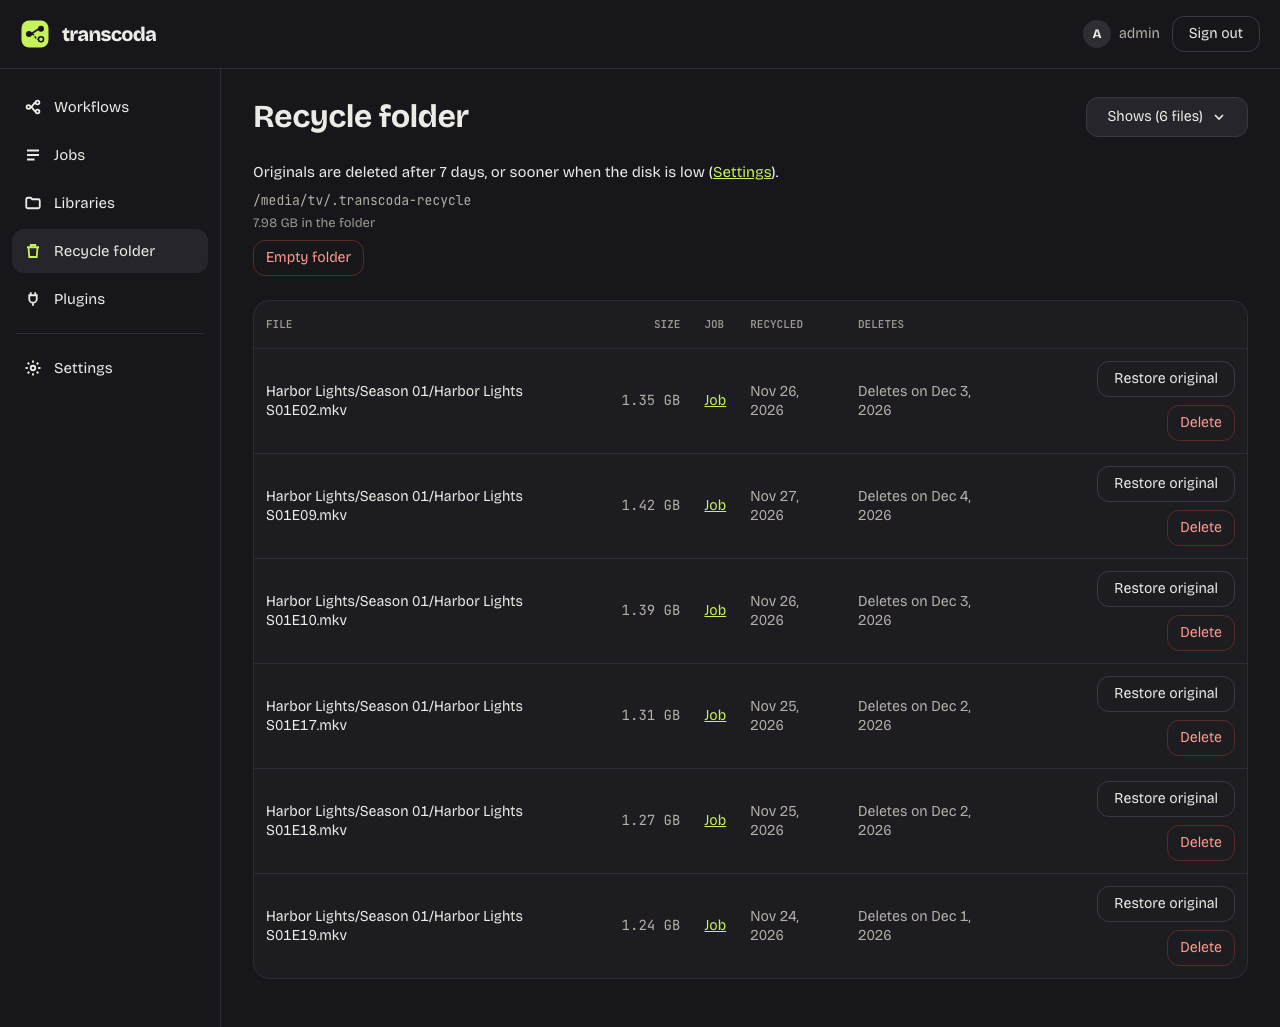 transcoda
A admin Sign out
Workflows
Jobs
Libraries
Recycle folder
Plugins
Settings
Recycle folder
Shows (6 files)
Originals are deleted after 7 days, or sooner when the disk is low (Settings).
/media/tv/.transcoda-recycle
7.98 GB in the folder
Empty folder
FILE SIZE JOB RECYCLED DELETES
Harbor Lights/Season 01/Harbor Lights
S01E02.mkv
1.35 GB
Job
Nov 26,
2026
Deletes on Dec 3,
2026
Restore original
Delete
Harbor Lights/Season 01/Harbor Lights
S01E09.mkv
1.42 GB
Job
Nov 27,
2026
Deletes on Dec 4,
2026
Restore original
Delete
Harbor Lights/Season 01/Harbor Lights
S01E10.mkv
1.39 GB
Job
Nov 26,
2026
Deletes on Dec 3,
2026
Restore original
Delete
Harbor Lights/Season 01/Harbor Lights
S01E17.mkv
1.31 GB
Job
Nov 25,
2026
Deletes on Dec 2,
2026
Restore original
Delete
Harbor Lights/Season 01/Harbor Lights
S01E18.mkv
1.27 GB
Job
Nov 25,
2026
Deletes on Dec 2,
2026
Restore original
Delete
Harbor Lights/Season 01/Harbor Lights
S01E19.mkv
1.24 GB
Job
Nov 24,
2026
Deletes on Dec 1,
2026
Restore original
Delete